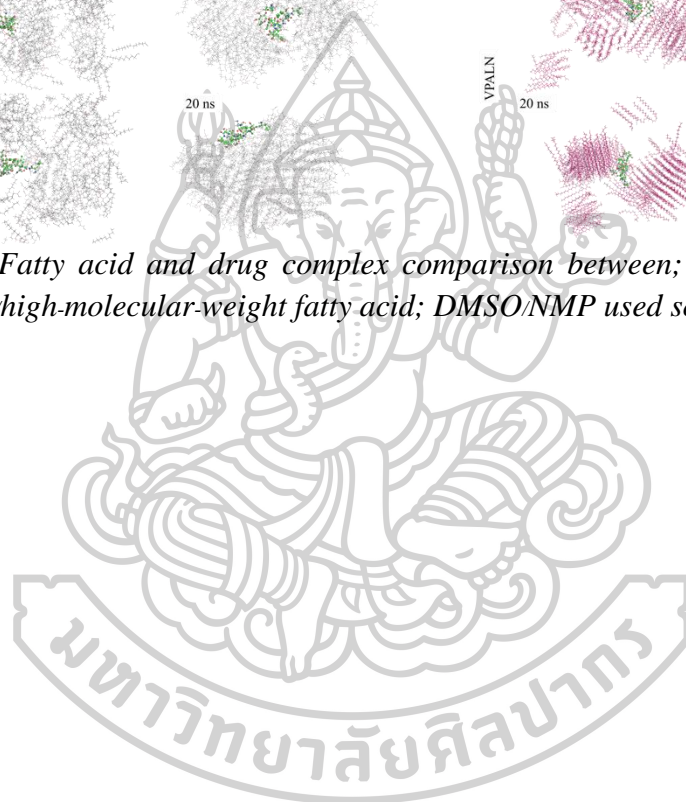 VPALN
20 ns
20 ns
Fatty acid and drug complex comparison between;
high-molecular-weight fatty acid; DMSO/NMP used
มหาวิทยาลัยศิลปากร